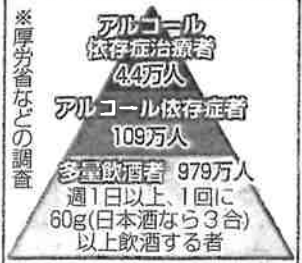 アルコール
依存症治療者
4.4万人
アルコール依存症者
109万人
多量飲酒者 979万人
週1日以上、1回に
60g(日本酒なら3合)
以上飲酒する者
※厚労省などの調査